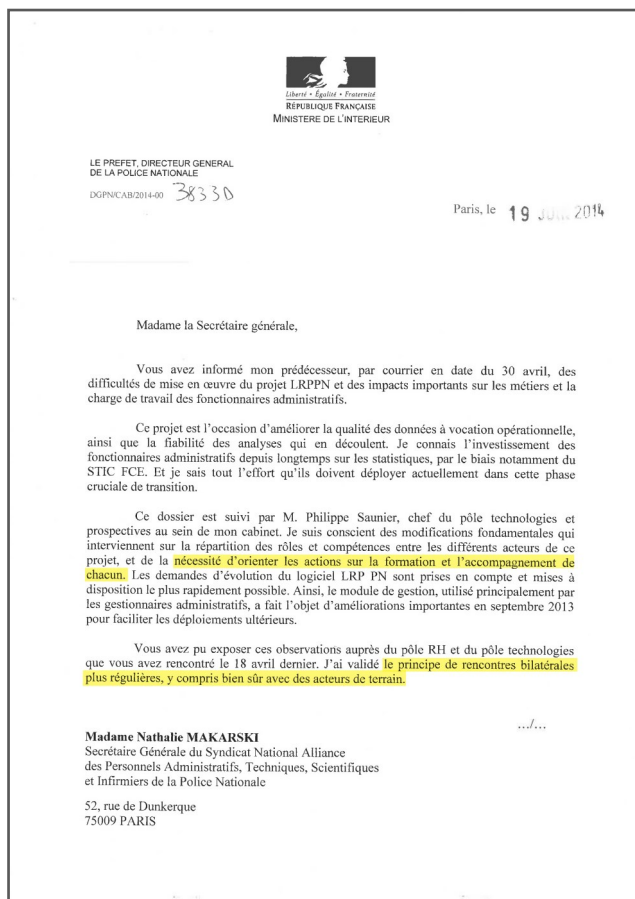 Liberté • Égalité • Fraternité
RÉPUBLIQUE FRANÇAISE
MINISTERE DE L'INTERIEUR
LE PREFET, DIRECTEUR GENERAL
DE LA POLICE NATIONALE
DGPN/CAB/2014-00 3833D
Paris, le 19 2014
Madame la Secrétaire générale,
Vous avez informé mon prédécesseur, par courrier en date du 30 avril, des
difficultés de mise en œuvre du projet LRPPN et des impacts importants sur les métiers et la
charge de travail des fonctionnaires administratifs.
Ce projet est l'occasion d'améliorer la qualité des données à vocation opérationnelle,
ainsi que la fiabilité des analyses qui en découlent. Je connais l'investissement des
fonctionnaires administratifs depuis longtemps sur les statistiques, par le biais notamment du
STIC FCE. Et je sais tout l'effort qu'ils doivent déployer actuellement dans cette phase
cruciale de transition.
Ce dossier est suivi par M. Philippe Saunier, chef du pôle technologies et
prospectives au sein de mon cabinet. Je suis conscient des modifications fondamentales qui
interviennent sur la répartition des rôles et compétences entre les différents acteurs de ce
projet, et de la nécessité d'orienter les actions sur la formation et l'accompagnement de
chacun. Les demandes d'évolution du logiciel LRP PN sont prises en compte et mises à
disposition le plus rapidement possible. Ainsi, le module de gestion, utilisé principalement par
les gestionnaires administratifs, a fait l'objet d'améliorations importantes en septembre 2013
pour faciliter les déploiements ultérieurs.
Vous avez pu exposer ces observations auprès du pôle RH et du pôle technologies
que vous avez rencontré le 18 avril dernier. J'ai validé le principe de rencontres bilatérales
plus régulières, y compris bien sûr avec des acteurs de terrain.
.../...
Madame Nathalie MAKARSKI
Secrétaire Générale du Syndicat National Alliance
des Personnels Administratifs, Techniques, Scientifiques
et Infirmiers de la Police Nationale
52, rue de Dunkerque
75009 PARIS